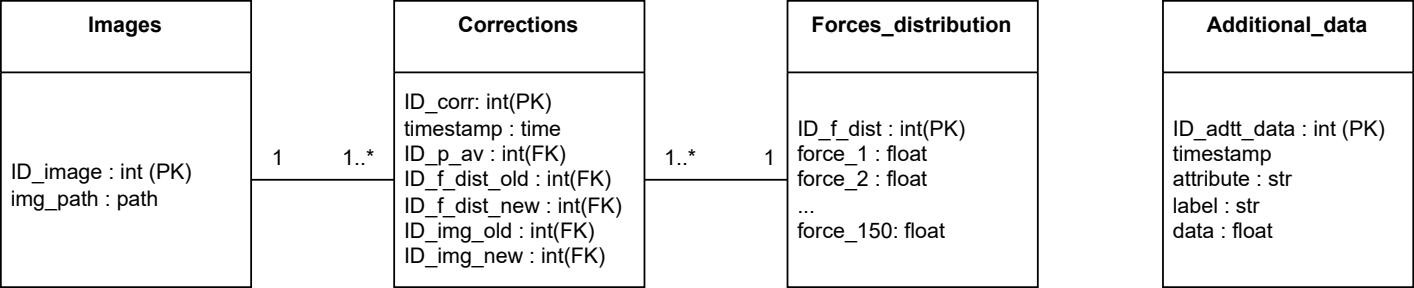 Images
ID_image : int (PK)
img_path : path
1
1..*
Corrections
ID_corr: int(PK)
timestamp : time
ID_p_av : int(FK)
ID_f_dist_old : int(FK)
ID_f_dist_new : int(FK)
ID_img_old : int(FK)
ID_img_new : int(FK)
1..*
1
Forces_distribution
ID_f_dist : int(PK)
force_1 : float
force_2 : float
...
force_150: float
Additional_data
ID_adtt_data : int (PK)
timestamp
attribute : str
label : str
data : float